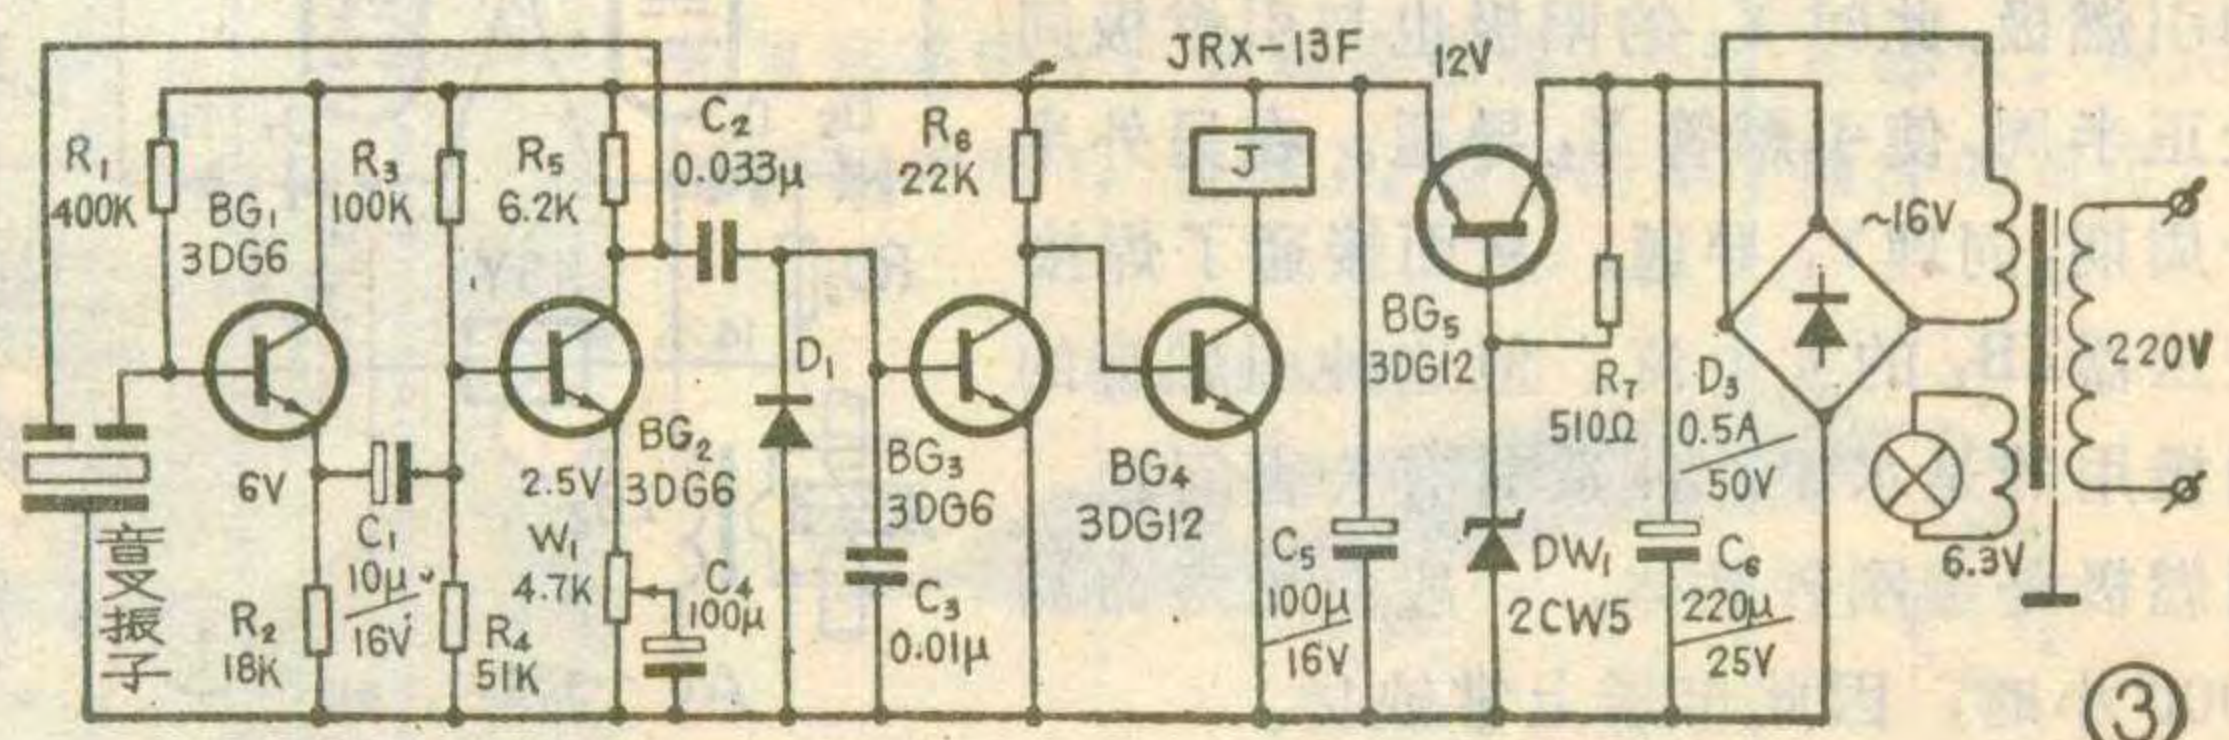 R₁
400K
BG₁
3DG6
R₃
100K
R₅
6.2K
C₂
0.033μ
R₆
22K
JRX-13F
J
12V
~16V
220V
6.3V
音叉振子
6V
R₂
18K
C₁
10μ/16V
R₄
51K
2.5V
BG₂
3DG6
W₁
4.7K
C₄
100μ
D₁
BG₃
3DG6
C₃
0.01μ
BG₄
3DG12
C₅
100μ/16V
BG₅
3DG12
DW₁
2CW5
R₇
510Ω
D₃
0.5A/50V
C₆
220μ/25V
③